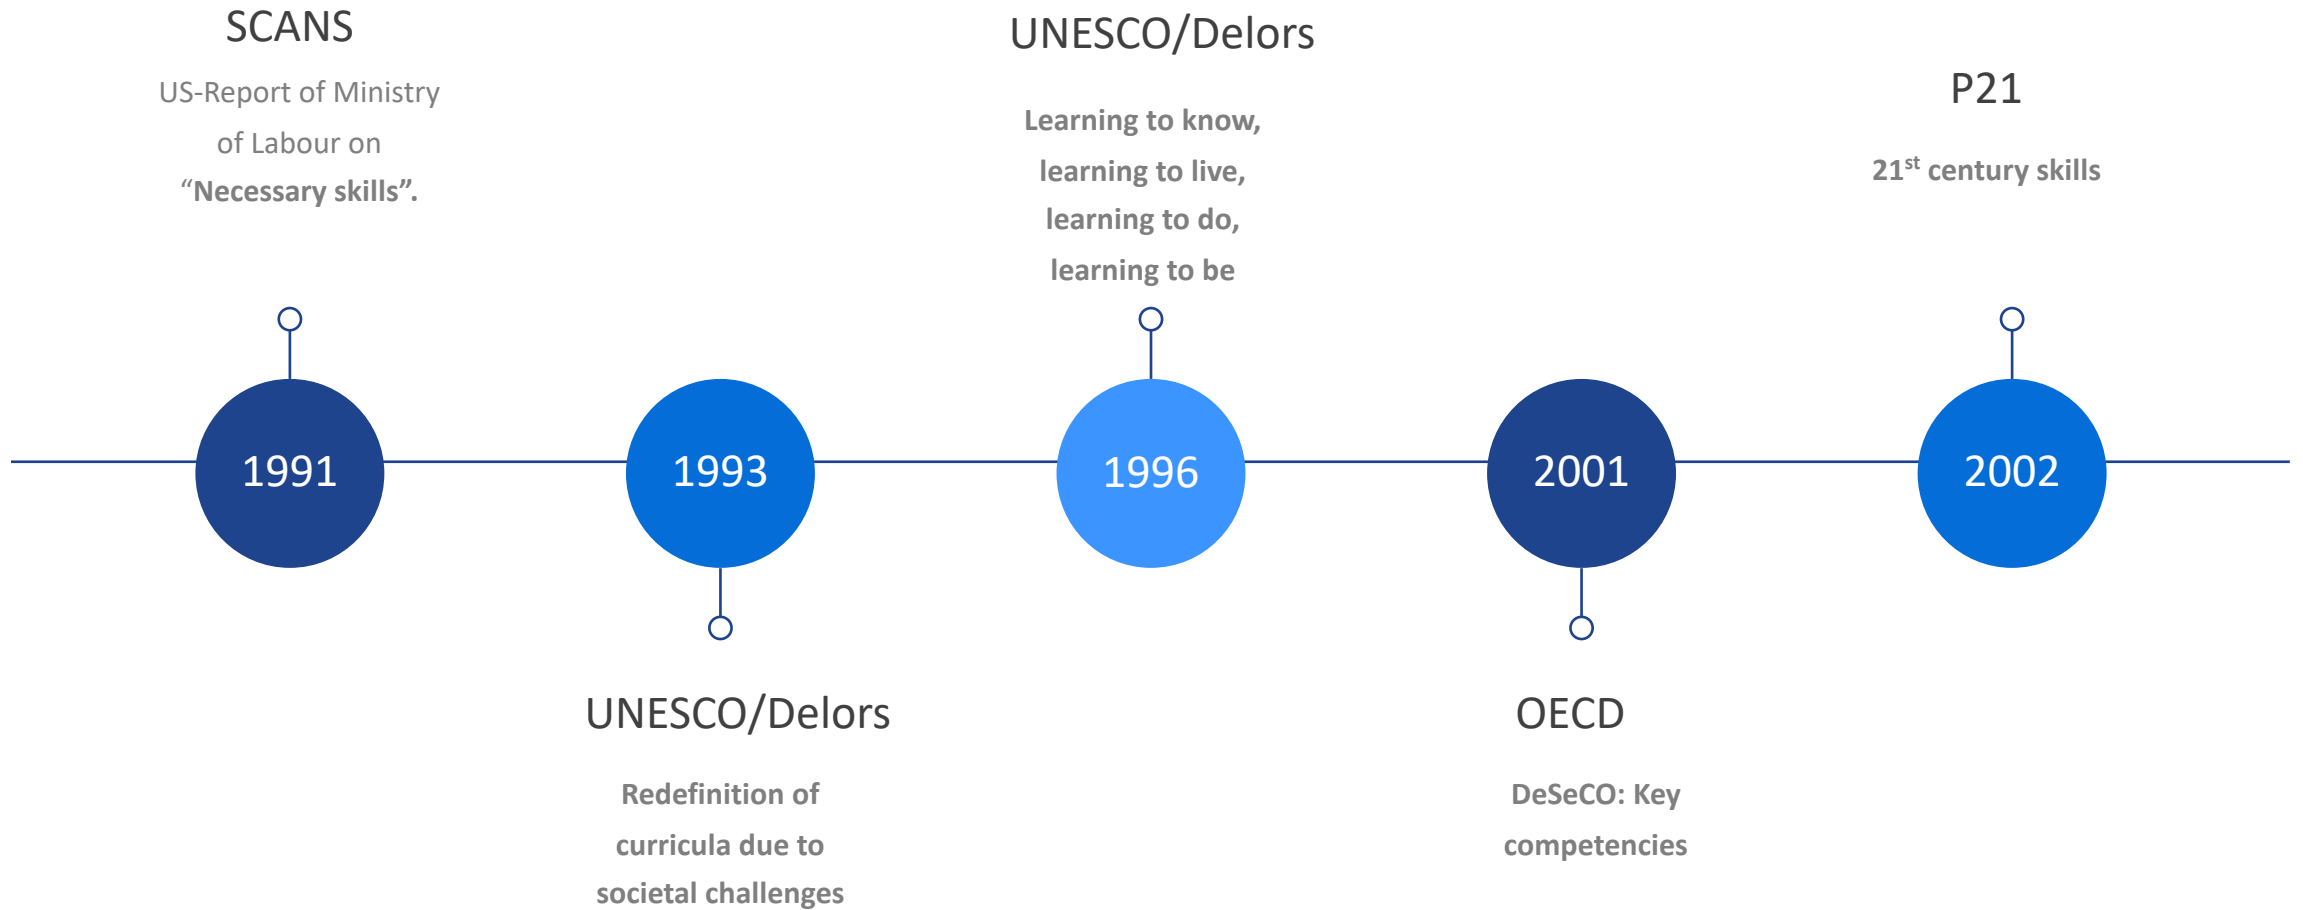 SCANS
US-Report of Ministry
of Labour on
“Necessary skills”.
UNESCO/Delors
Learning to know,
learning to live,
learning to do,
learning to be
P21
21st century skills
1991
1993
1996
2001
2002
UNESCO/Delors
Redefinition of
curricula due to
societal challenges
OECD
DeSeCO: Key
competencies